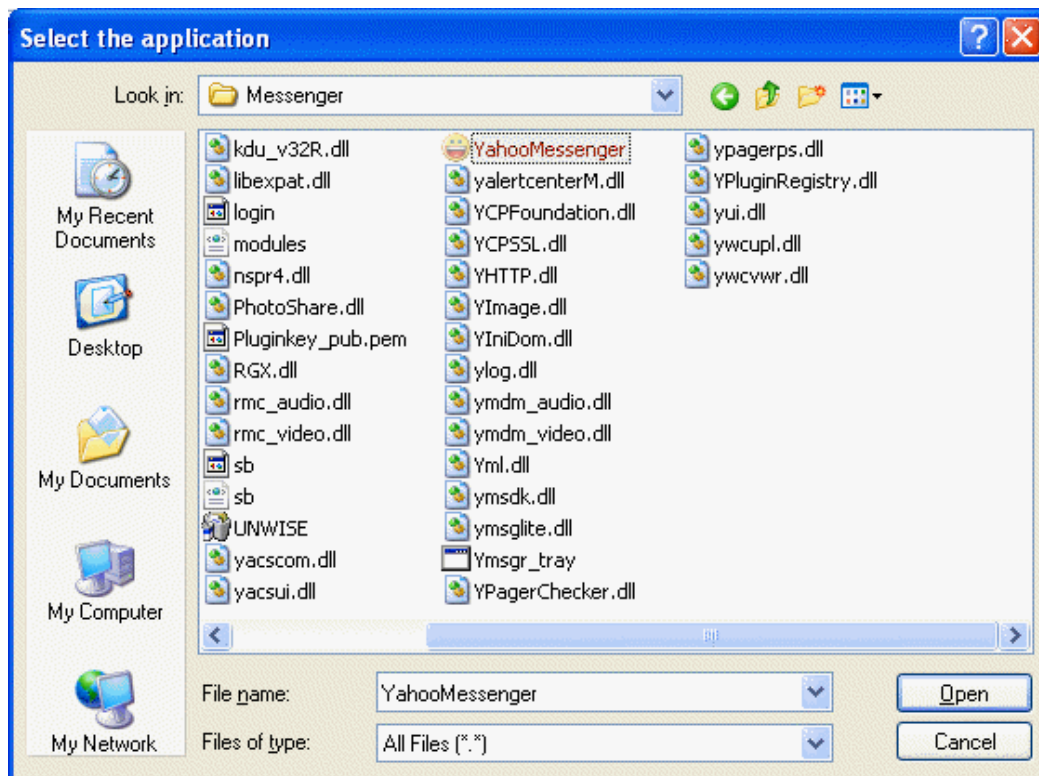 Select the application
Look in:
Messenger
My Recent
Documents
Desktop
My Documents
My Computer
My Network
kdu_v32R.dll
libexpat.dll
login
modules
nspr4.dll
PhotoShare.dll
Pluginkey_pub.pem
RGX.dll
rmc_audio.dll
rmc_video.dll
sb
sb
UNWISE
yacscom.dll
yacsui.dll
YahooMessenger
yalertcenterM.dll
YCPFoundation.dll
YCPSSL.dll
YHTTP.dll
YImage.dll
YIniDom.dll
ylog.dll
ymdm_audio.dll
ymdm_video.dll
Yml.dll
ymsdk.dll
ymsglite.dll
Ymsgr_tray
YPagerChecker.dll
ypagerps.dll
YPluginRegistry.dll
yui.dll
ywcupl.dll
ywcvwr.dll
File name:
YahooMessenger
Open
Files of type:
All Files (*.*)
Cancel